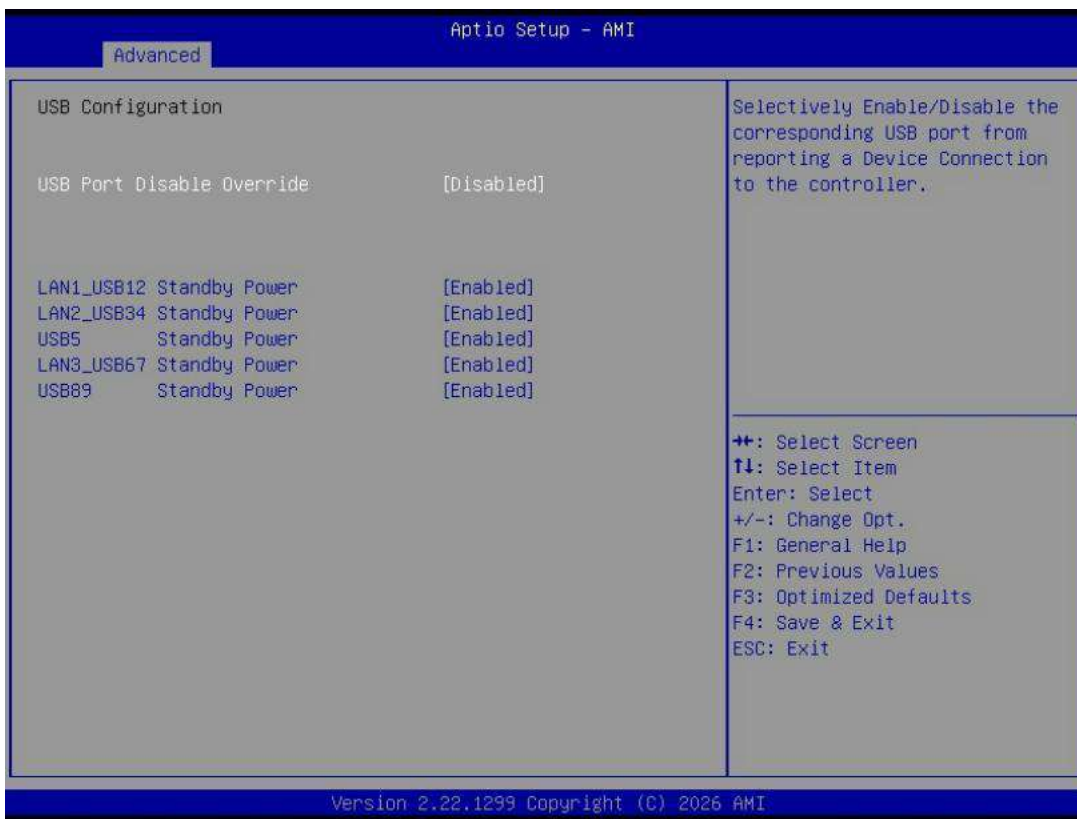 Aptio Setup - AMI
Advanced
USB Configuration
USB Port Disable Override [Disabled]
LAN1_USB12 Standby Power [Enabled]
LAN2_USB34 Standby Power [Enabled]
USB5 Standby Power [Enabled]
LAN3_USB67 Standby Power [Enabled]
USB89 Standby Power [Enabled]
Selectively Enable/Disable the
corresponding USB port from
reporting a Device Connection
to the controller.
→←: Select Screen
↑↓: Select Item
Enter: Select
+/-: Change Opt.
F1: General Help
F2: Previous Values
F3: Optimized Defaults
F4: Save & Exit
ESC: Exit
Version 2.22.1299 Copyright (C) 2026 AMI